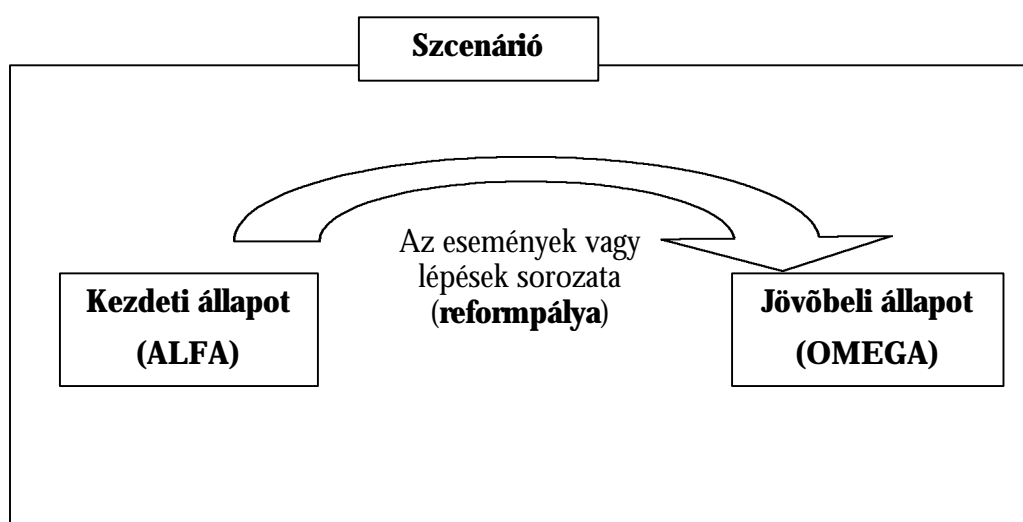 Szcenárió
Az események vagy
lépések sorozata
(reformpálya)
Kezdeti állapot
(ALFA)
Jövõbeli állapot
(OMEGA)